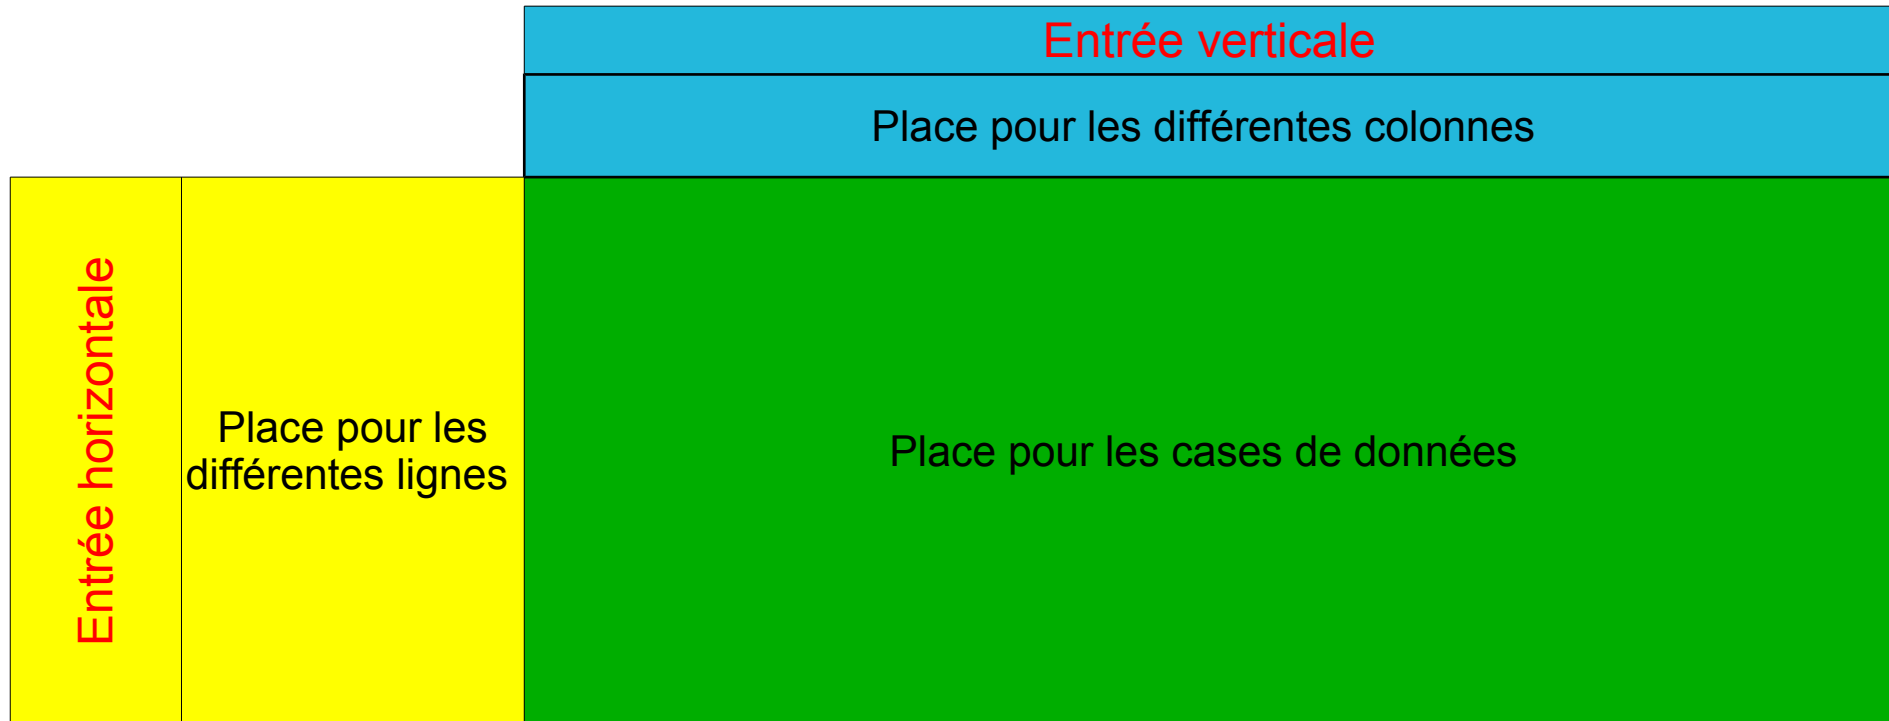 Entrée verticale
Place pour les différentes colonnes
Entrée horizontale
Place pour les
différentes lignes
Place pour les cases de données